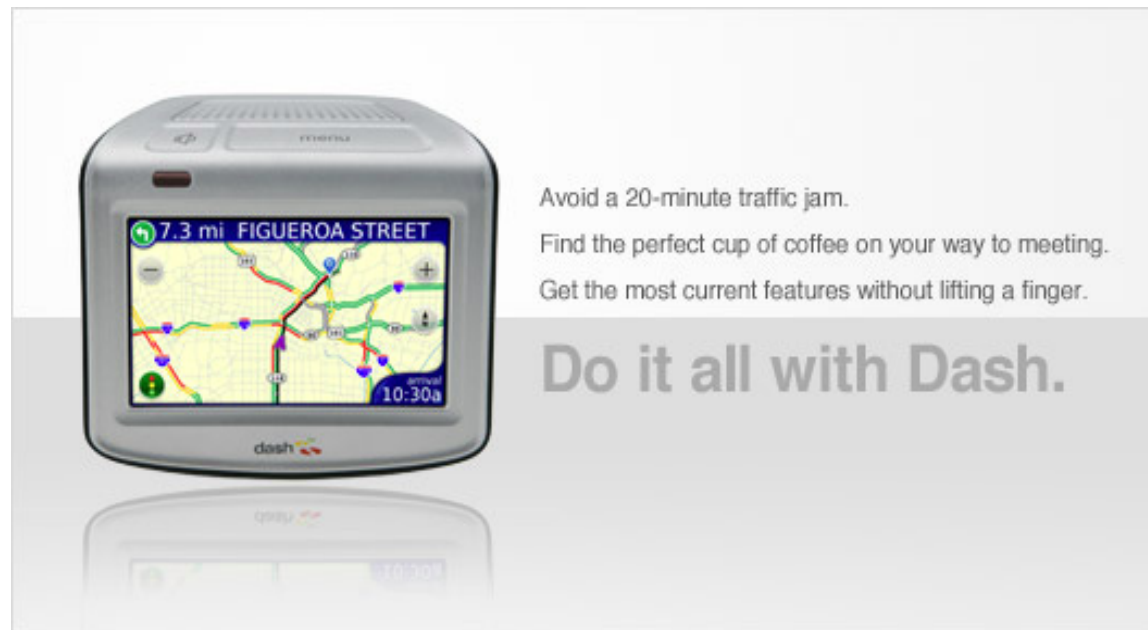 menu
7.3 mi FIGUEROA STREET
arrival
10:30a
dash
Avoid a 20-minute traffic jam.
Find the perfect cup of coffee on your way to meeting.
Get the most current features without lifting a finger.
Do it all with Dash.